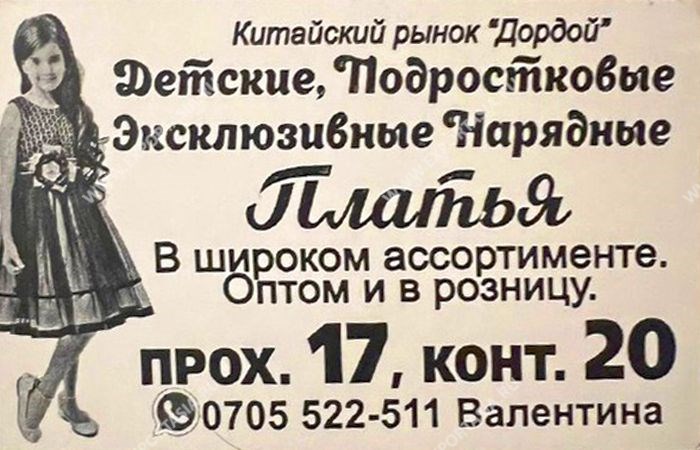 Китайский рынок "Дордой"
Детские, Подростковые
Эксклюзивные Нарядные
Платья
В широком ассортименте.
Оптом и в розницу.
прох. 17, конт. 20
0705 522-511 Валентина